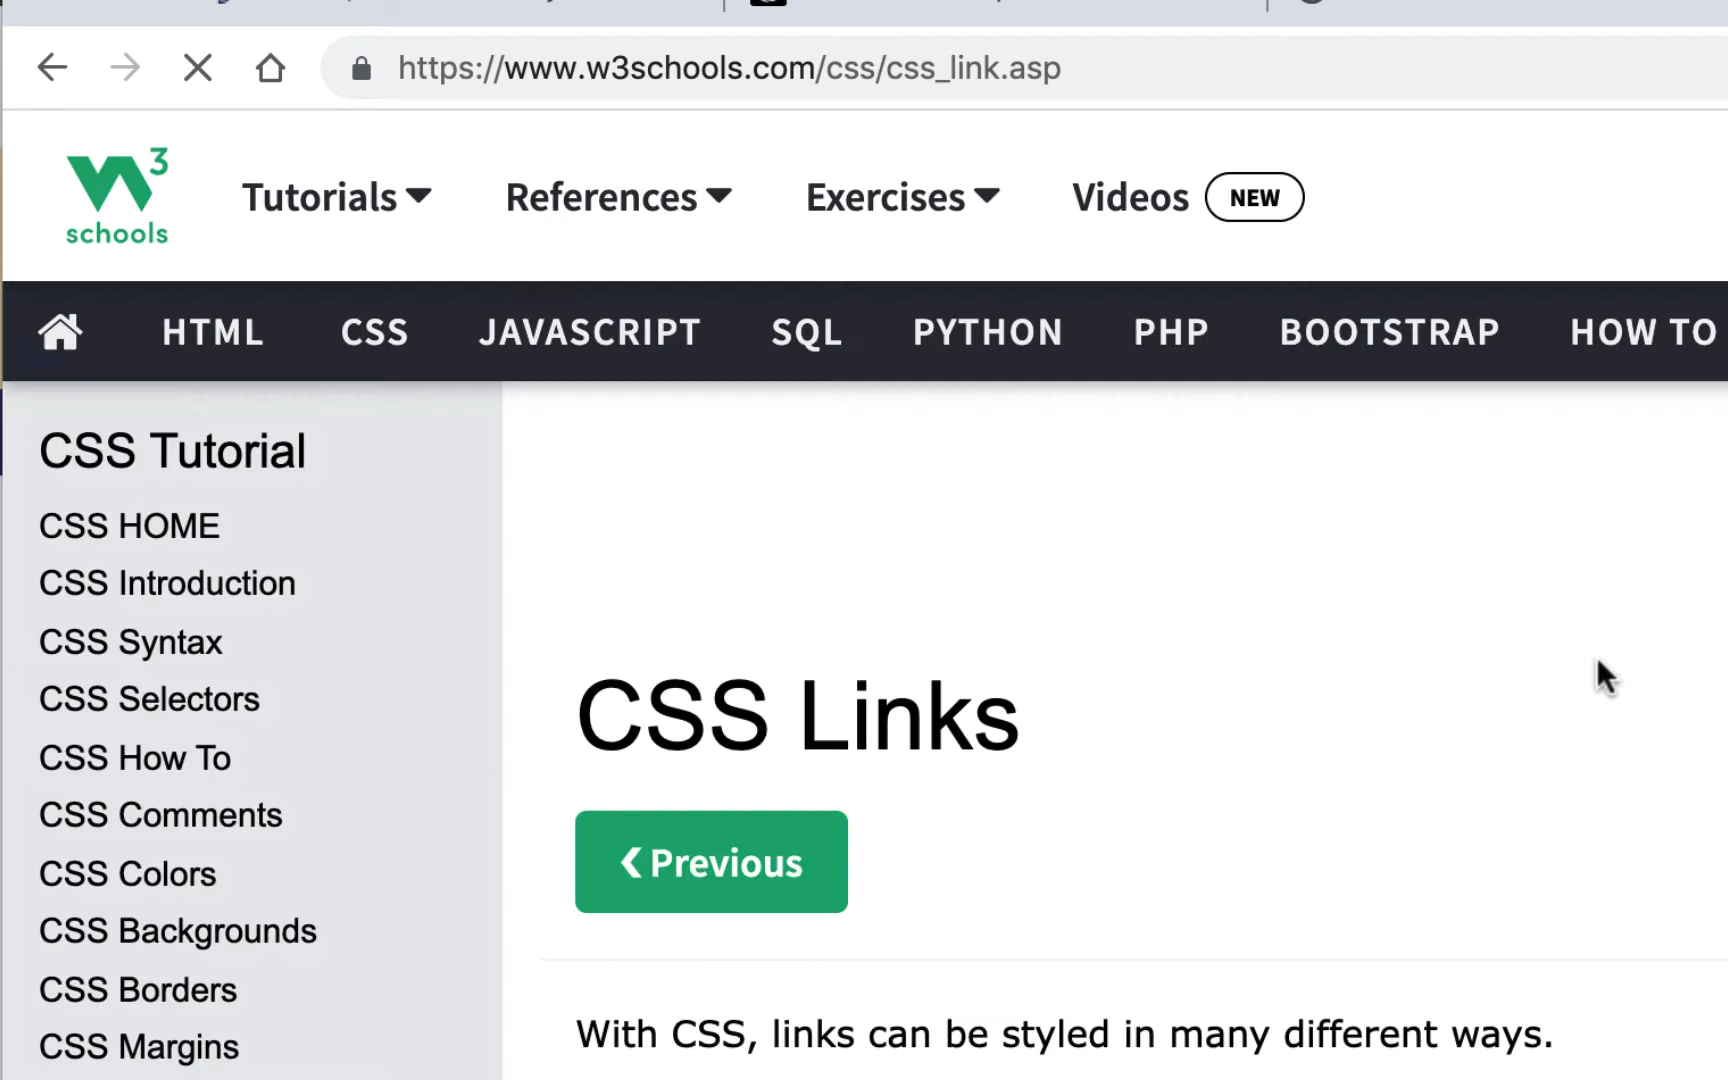 https://www.w3schools.com/css/css_link.asp
3
schools
Tutorials References Exercises Videos NEW
HTML CSS JAVASCRIPT SQL PYTHON PHP BOOTSTRAP HOW TO
CSS Tutorial
CSS HOME
CSS Introduction
CSS Syntax
CSS Selectors
CSS How To
CSS Comments
CSS Colors
CSS Backgrounds
CSS Borders
CSS Margins
CSS Links
❮ Previous
With CSS, links can be styled in many different ways.